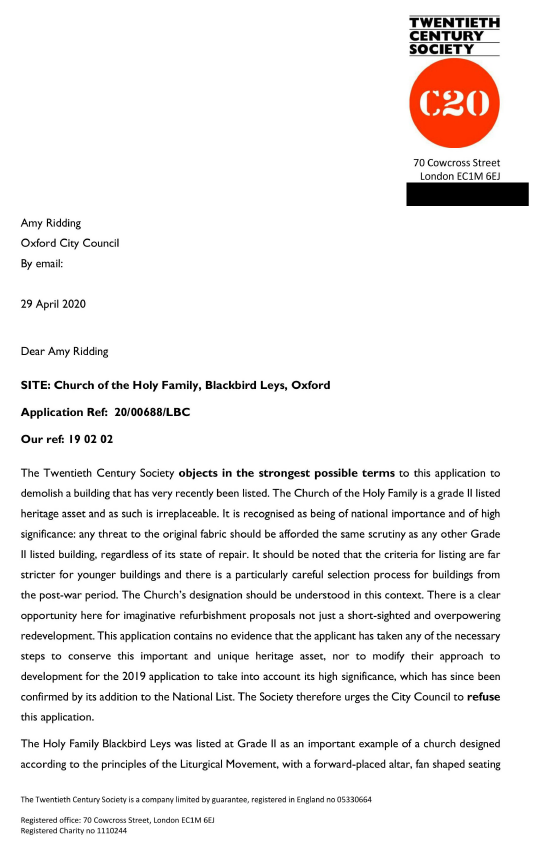 TWENTIETH
CENTURY
SOCIETY
C20
70 Cowcross Street
London EC1M 6EJ
Amy Ridding
Oxford City Council
By email:
29 April 2020
Dear Amy Ridding
SITE: Church of the Holy Family, Blackbird Leys, Oxford
Application Ref: 20/00688/LBC
Our ref: 19 02 02
The Twentieth Century Society objects in the strongest possible terms to this application to
demolish a building that has very recently been listed. The Church of the Holy Family is a grade II listed
heritage asset and as such is irreplaceable. It is recognised as being of national importance and of high
significance: any threat to the original fabric should be afforded the same scrutiny as any other Grade
II listed building, regardless of its state of repair. It should be noted that the criteria for listing are far
stricter for younger buildings and there is a particularly careful selection process for buildings from
the post-war period. The Church's designation should be understood in this context. There is a clear
opportunity here for imaginative refurbishment proposals not just a short-sighted and overpowering
redevelopment. This application contains no evidence that the applicant has taken any of the necessary
steps to conserve this important and unique heritage asset, nor to modify their approach to
development for the 2019 application to take into account its high significance, which has since been
confirmed by its addition to the National List. The Society therefore urges the City Council to refuse
this application.
The Holy Family Blackbird Leys was listed at Grade II as an important example of a church designed
according to the principles of the Liturgical Movement, with a forward-placed altar, fan shaped seating
The Twentieth Century Society is a company limited by guarantee, registered in England no 05330664
Registered office: 70 Cowcross Street, London EC1M 6EJ
Registered Charity no 1110244